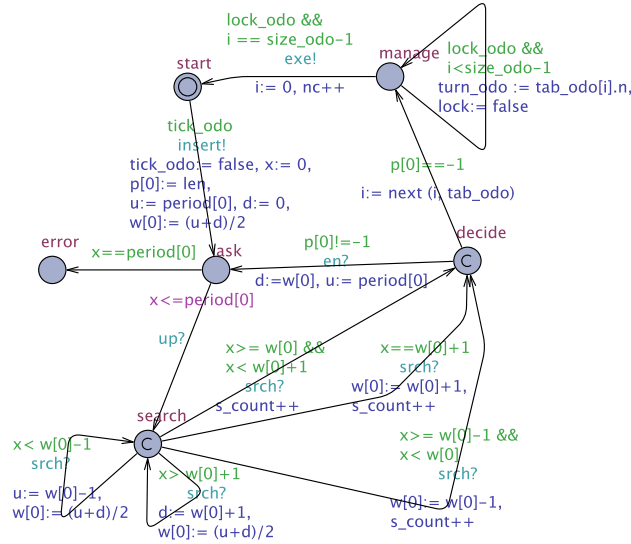 lock_odo &&
i == size_odo-1
exe!
i:= 0, nc++
start
manage
lock_odo &&
i<size_odo-1
turn_odo := tab_odo[i].n,
lock:= false
tick_odo
insert!
tick_odo:= false, x:= 0,
p[0]:= len,
u:= period[0], d:= 0,
w[0]:= (u+d)/2
p[0]==-1
i:= next (i, tab_odo)
decide
error
x==period[0]
ask
p[0]!=-1
en?
d:=w[0], u:= period[0]
x<=period[0]
up?
x>= w[0] &&
x< w[0]+1
srch?
s_count++
x==w[0]+1
srch?
w[0]:= w[0]+1,
s_count++
search
x< w[0]-1
srch?
u:= w[0]-1,
w[0]:= (u+d)/2
x> w[0]+1
srch?
d:= w[0]+1,
w[0]:= (u+d)/2
x>= w[0]-1 &&
x< w[0]
srch?
w[0]:= w[0]-1,
s_count++